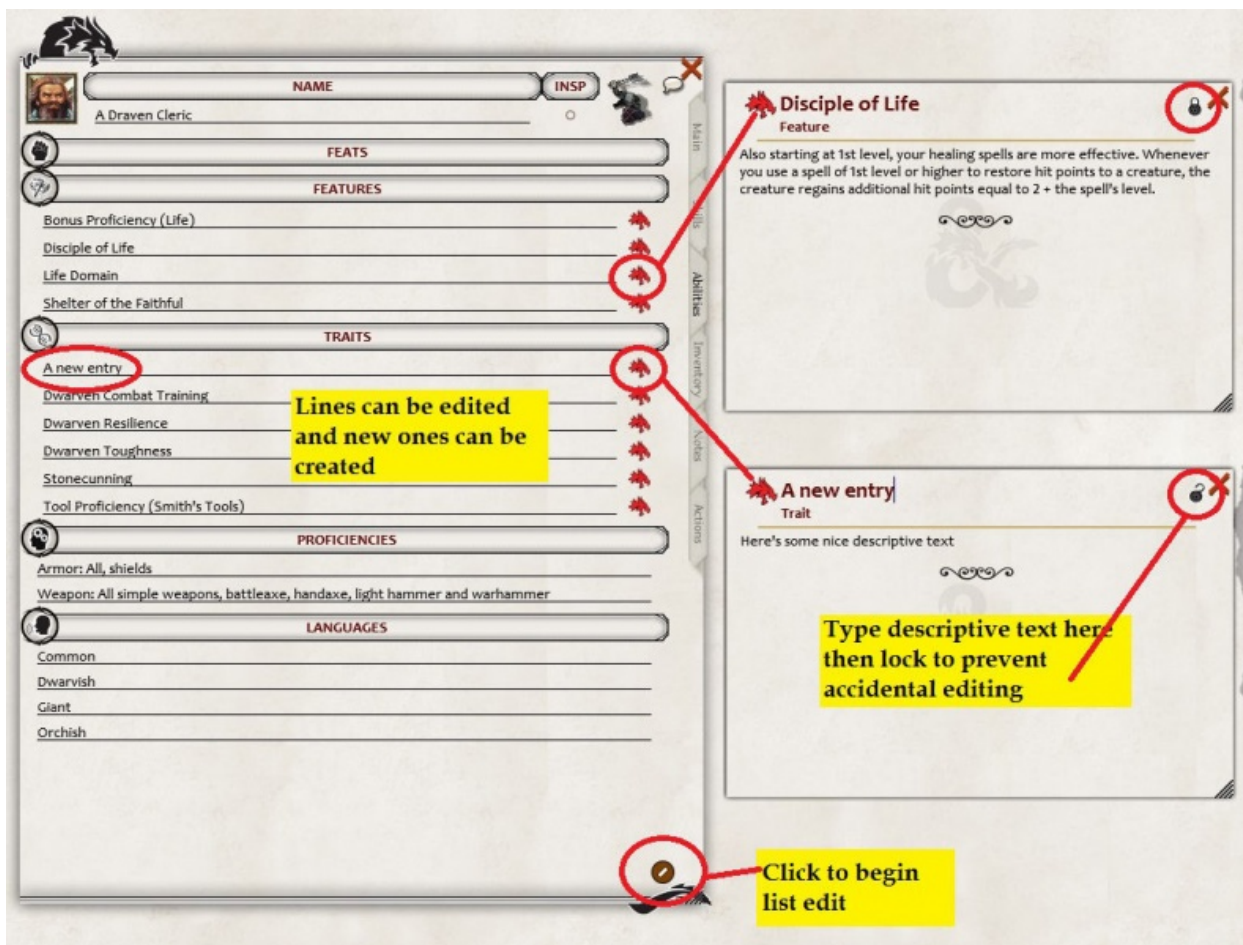 NAME
INSP
A Draven Cleric
FEATS
FEATURES
Bonus Proficiency (Life)
Disciple of Life
Life Domain
Shelter of the Faithful
TRAITS
A new entry
Dwarven Combat Training
Dwarven Resilience
Dwarven Toughness
Stonecunning
Tool Proficiency (Smith's Tools)
PROFICIENCIES
Armor: All, shields
Weapon: All simple weapons, battleaxe, handaxe, light hammer and warhammer
LANGUAGES
Common
Dwarvish
Giant
Orchish
Main
Skills
Abilities
Inventory
Notes
Actions
Lines can be edited
and new ones can be
created
Disciple of Life
Feature
Also starting at 1st level, your healing spells are more effective. Whenever
you use a spell of 1st level or higher to restore hit points to a creature, the
creature regains additional hit points equal to 2 + the spell's level.
A new entry
Trait
Here's some nice descriptive text
Type descriptive text here
then lock to prevent
accidental editing
Click to begin
list edit